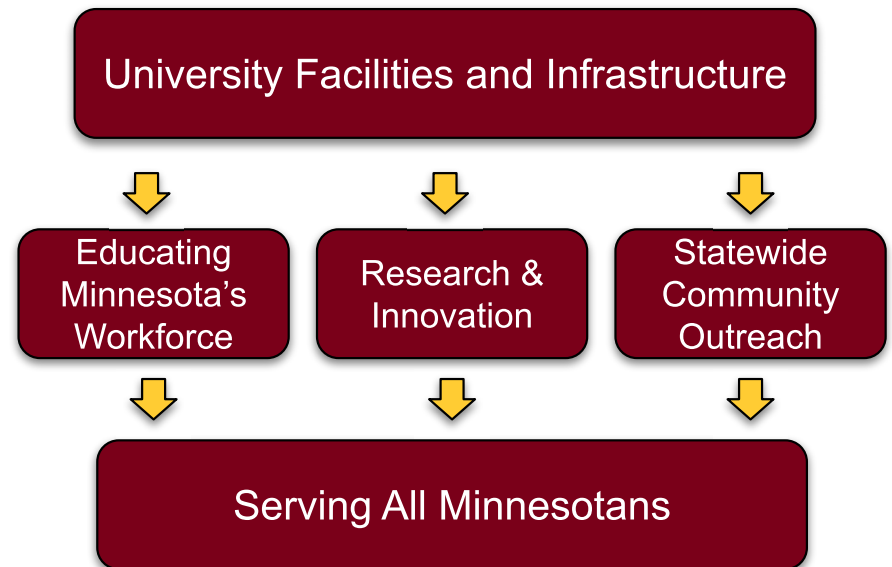 University Facilities and Infrastructure
Educating
Minnesota's
Workforce
Research &
Innovation
Statewide
Community
Outreach
Serving All Minnesotans